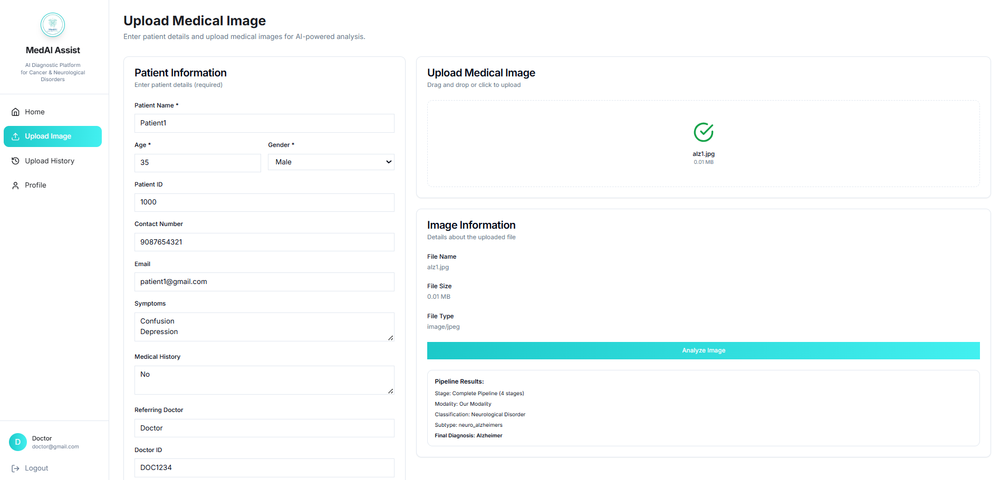 MedAI
MedAI Assist
AI Diagnostic Platform
for Cancer & Neurological
Disorders
Home
Upload Image
Upload History
Profile
D
Doctor
doctor@gmail.com
Logout
Upload Medical Image
Enter patient details and upload medical images for AI-powered analysis.
Patient Information
Enter patient details (required)
Patient Name *
Patient1
Age *
Gender *
35
Male
Patient ID
1000
Contact Number
9087654321
Email
patient1@gmail.com
Symptoms
Confusion
Depression
Medical History
No
Referring Doctor
Doctor
Doctor ID
DOC1234
Upload Medical Image
Drag and drop or click to upload
alz1.jpg
0.01 MB
Image Information
Details about the uploaded file
File Name
alz1.jpg
File Size
0.01 MB
File Type
image/jpeg
Analyze Image
Pipeline Results:
Stage: Complete Pipeline (4 stages)
Modality: Our Modality
Classification: Neurological Disorder
Subtype: neuro_alzheimers
Final Diagnosis: Alzheimer